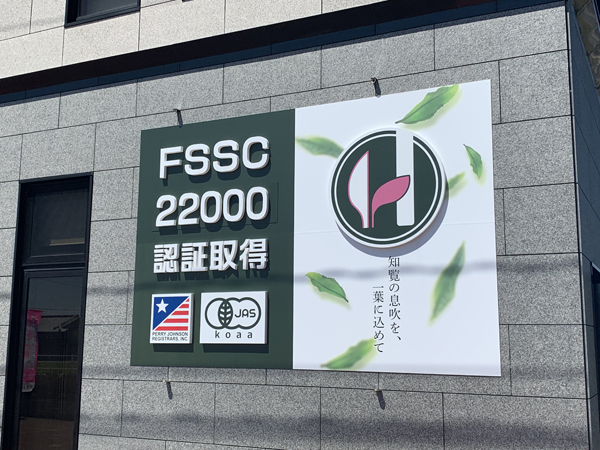 FSSC
22000
認証取得
PERRY JOHNSON
REGISTRARS, INC
JAS
koaa
H
知覧の息吹を、
一葉に込めて